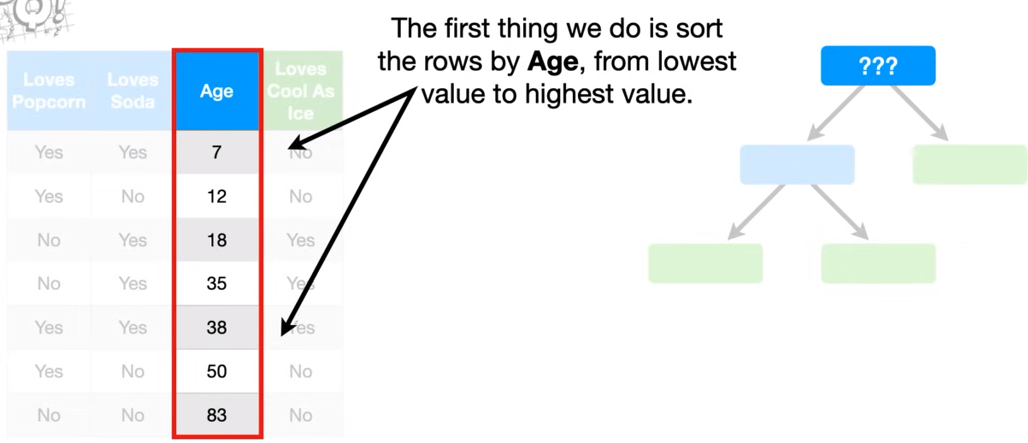 The first thing we do is sort
the rows by Age, from lowest
value to highest value.
Loves Popcorn Loves Soda Age Loves Cool As Ice
Yes Yes 7 No
Yes No 12 No
No Yes 18 Yes
No Yes 35 Yes
Yes Yes 38 Yes
Yes No 50 No
No No 83 No
???